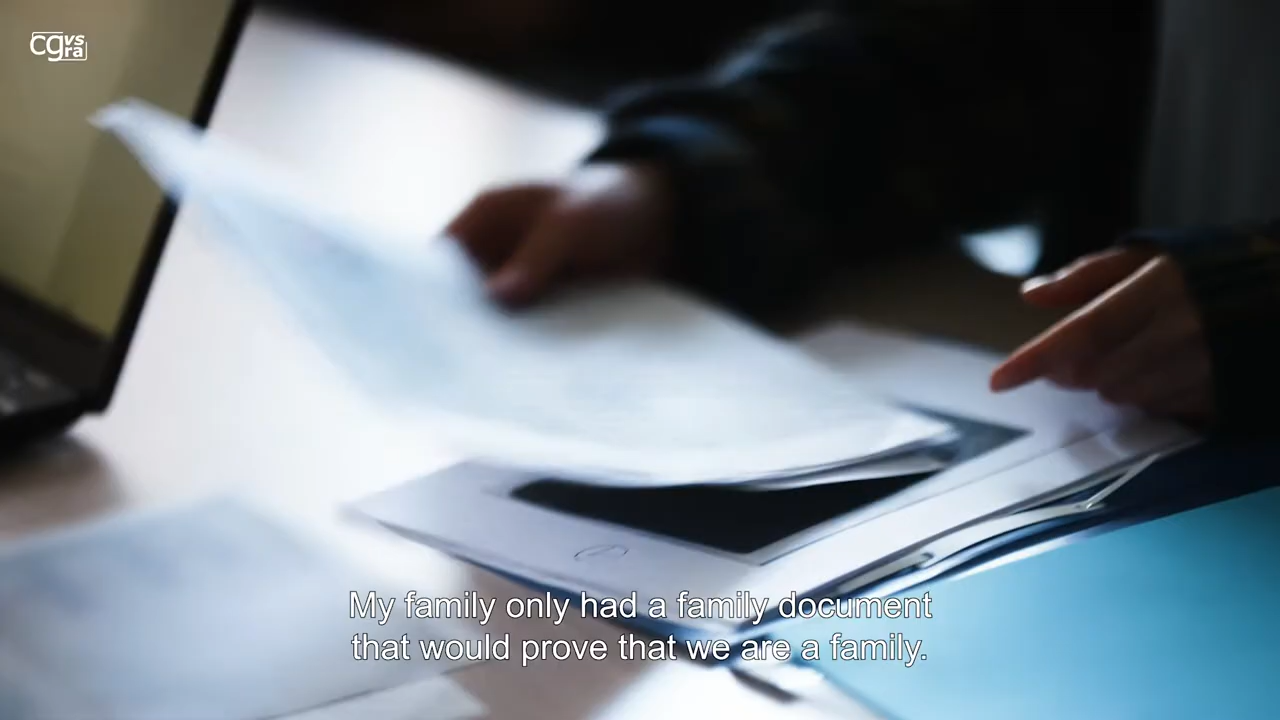 cgvs
ra
My family only had a family document
that would prove that we are a family.